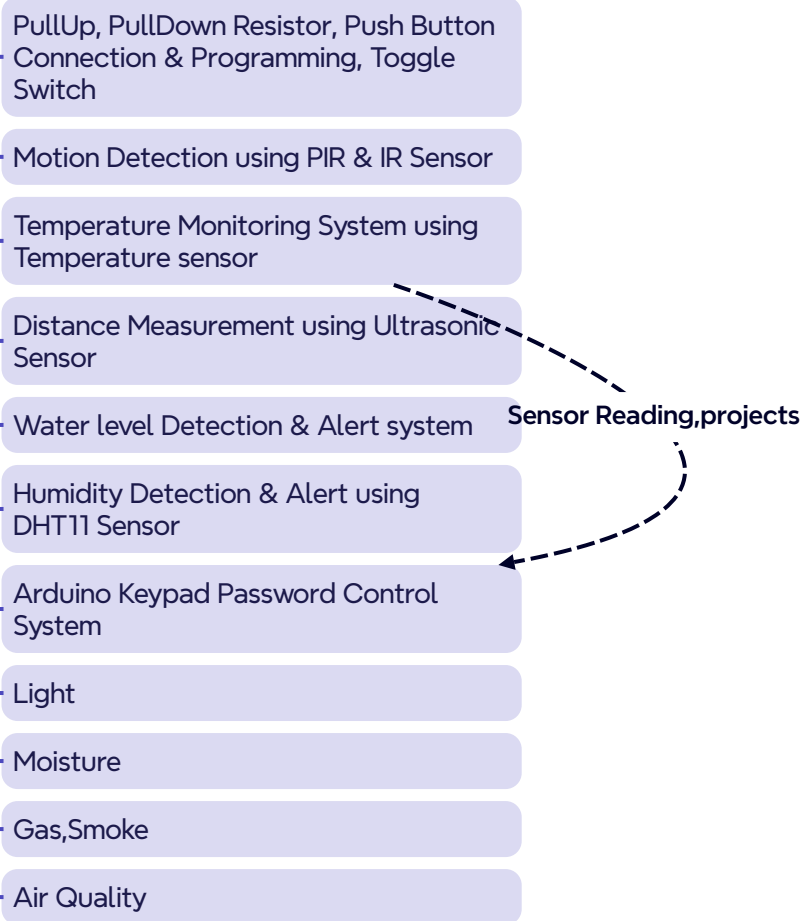 PullUp, PullDown Resistor, Push Button
Connection & Programming, Toggle
Switch
Motion Detection using PIR & IR Sensor
Temperature Monitoring System using
Temperature sensor
Distance Measurement using Ultrasonic
Sensor
Water level Detection & Alert system
Sensor Reading,projects
Humidity Detection & Alert using
DHT11 Sensor
Arduino Keypad Password Control
System
Light
Moisture
Gas,Smoke
Air Quality